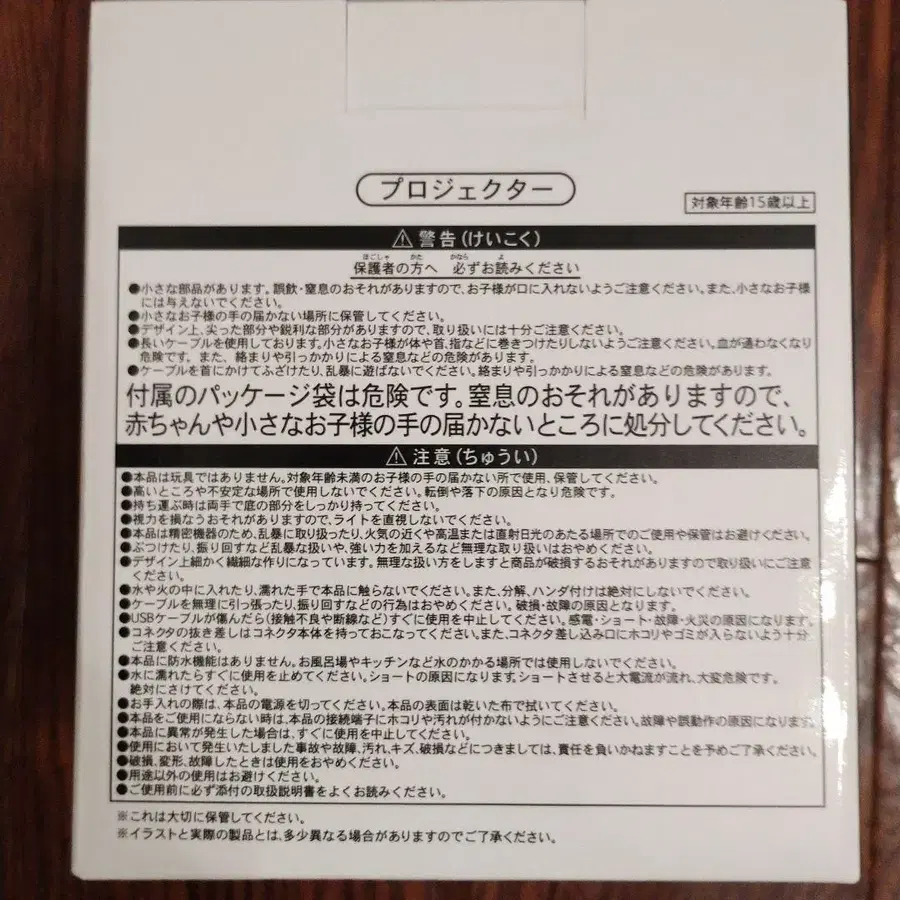 プロジェクター
対象年齢15歳以上
⚠警告(けいこく)
保護者の方へ 必ずお読みください
●小さな部品があります。誤飲・窒息のおそれがありますので、お子様が口に入れないようご注意ください。また、小さなお子様
には与えないでください。
●小さなお子様の手の届かない場所に保管してください。
●デザイン上、尖った部分や鋭利な部分がありますので、取り扱いには十分ご注意ください。
●長いケーブルを使用しております。小さなお子様が体や首、指などに巻きつけたりしないようご注意ください。血が通わなくなり
危険です。また、絡まりや引っかかりによる窒息などの危険があります。
●ケーブルを首にかけてふざけたり、乱暴に遊ばないでください。絡まりや引っかかりによる窒息などの危険があります。
付属のパッケージ袋は危険です。窒息のおそれがありますので、
赤ちゃんや小さなお子様の手の届かないところに処分してください。
⚠注意(ちゅうい)
●本品は玩具ではありません。対象年齢未満のお子様の手の届かない所で使用、保管してください。
●高いところや不安定な場所で使用しないでください。転倒や落下の原因となり危険です。
●持ち運ぶ時は両手で底の部分をしっかり持ってください。
●視力を損なうおそれがありますので、ライトを直視しないでください。
●本品は精密機器のため、乱暴に取り扱ったり、火気の近くや高温または直射日光のあたる場所でのご使用や保管はお避けください。
●ぶつけたり、振り回すなど乱暴な扱いや、強い力を加えるなど無理な取り扱いはおやめください。
●デザイン上細かく繊細な作りになっています。無理な扱い方をしますと商品が破損するおそれがありますので取り扱いにご注意
ください。
●水や火の中に入れたり、濡れた手で本品に触らないでください。また、分解、ハンダ付けは絶対にしないでください。
●ケーブルを無理に引っ張ったり、振り回すなどの行為はおやめください。破損・故障の原因となります。
●USBケーブルが傷んだら(接触不良や断線など)すぐに使用を中止してください。感電・ショート・故障・火災の原因になります。
●コネクタの抜き差しはコネクタ本体を持っておこなってください。また、コネクタ差し込み口にホコリやゴミが入らないよう十分
ご注意ください。
●本品に防水機能はありません。お風呂場やキッチンなど水のかかる場所では使用しないでください。
●水に濡れたらすぐに使用を止めてください。ショートの原因になります。ショートさせると大電流が流れ、大変危険です。
絶対にさけてください。
●お手入れの際は、本品の電源を切ってください。本品の表面は乾いた布で拭いてください。
●本品をご使用にならない時は、本品の接続端子にホコリや汚れが付かないようにご注意ください。故障や誤動作の原因になります。
●本品に異常が発生した場合は、すぐに使用を中止してください。
●使用において発生いたしました事故や故障、汚れ、キズ、破損などにつきましては、責任を負いかねますことを予めご了承ください。
●破損、変形、故障したときは使用をおやめください。
●用途以外の使用はお避けください。
●ご使用前に必ず添付の取扱説明書をよくお読みください。
※これは大切に保管してください。
※イラストと実際の製品とは、多少異なる場合がありますのでご了承ください。